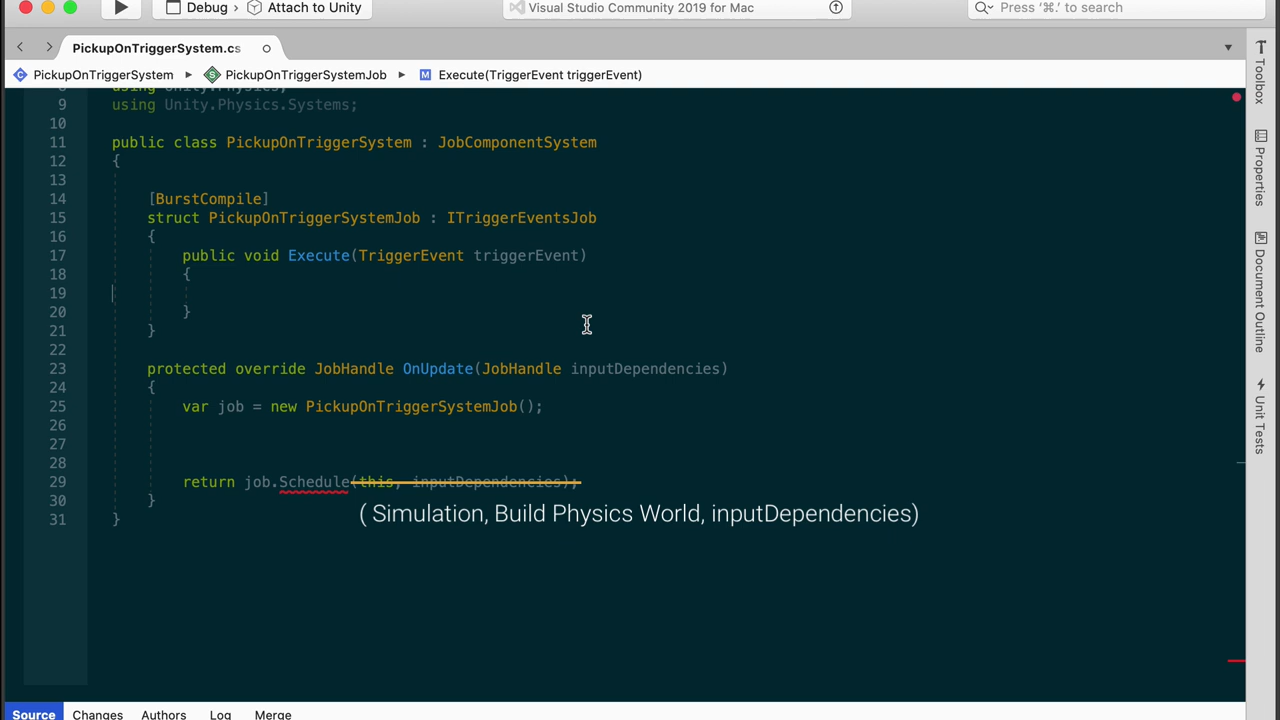 Debug › Attach to Unity Visual Studio Community 2019 for Mac Press ‘⌘.’ to search
PickupOnTriggerSystem.cs
PickupOnTriggerSystem ▸ PickupOnTriggerSystemJob ▸ M Execute(TriggerEvent triggerEvent)
8 using Unity.Physics;
9 using Unity.Physics.Systems;
10
11 public class PickupOnTriggerSystem : JobComponentSystem
12 {
13
14 [BurstCompile]
15 struct PickupOnTriggerSystemJob : ITriggerEventsJob
16 {
17 public void Execute(TriggerEvent triggerEvent)
18 {
19
20 }
21 }
22
23 protected override JobHandle OnUpdate(JobHandle inputDependencies)
24 {
25 var job = new PickupOnTriggerSystemJob();
26
27
28
29 return job.Schedule(this, inputDependencies);
( Simulation, Build Physics World, inputDependencies)
30 }
31 }
Toolbox
Properties
Document Outline
Unit Tests
Source Changes Authors Log Merge